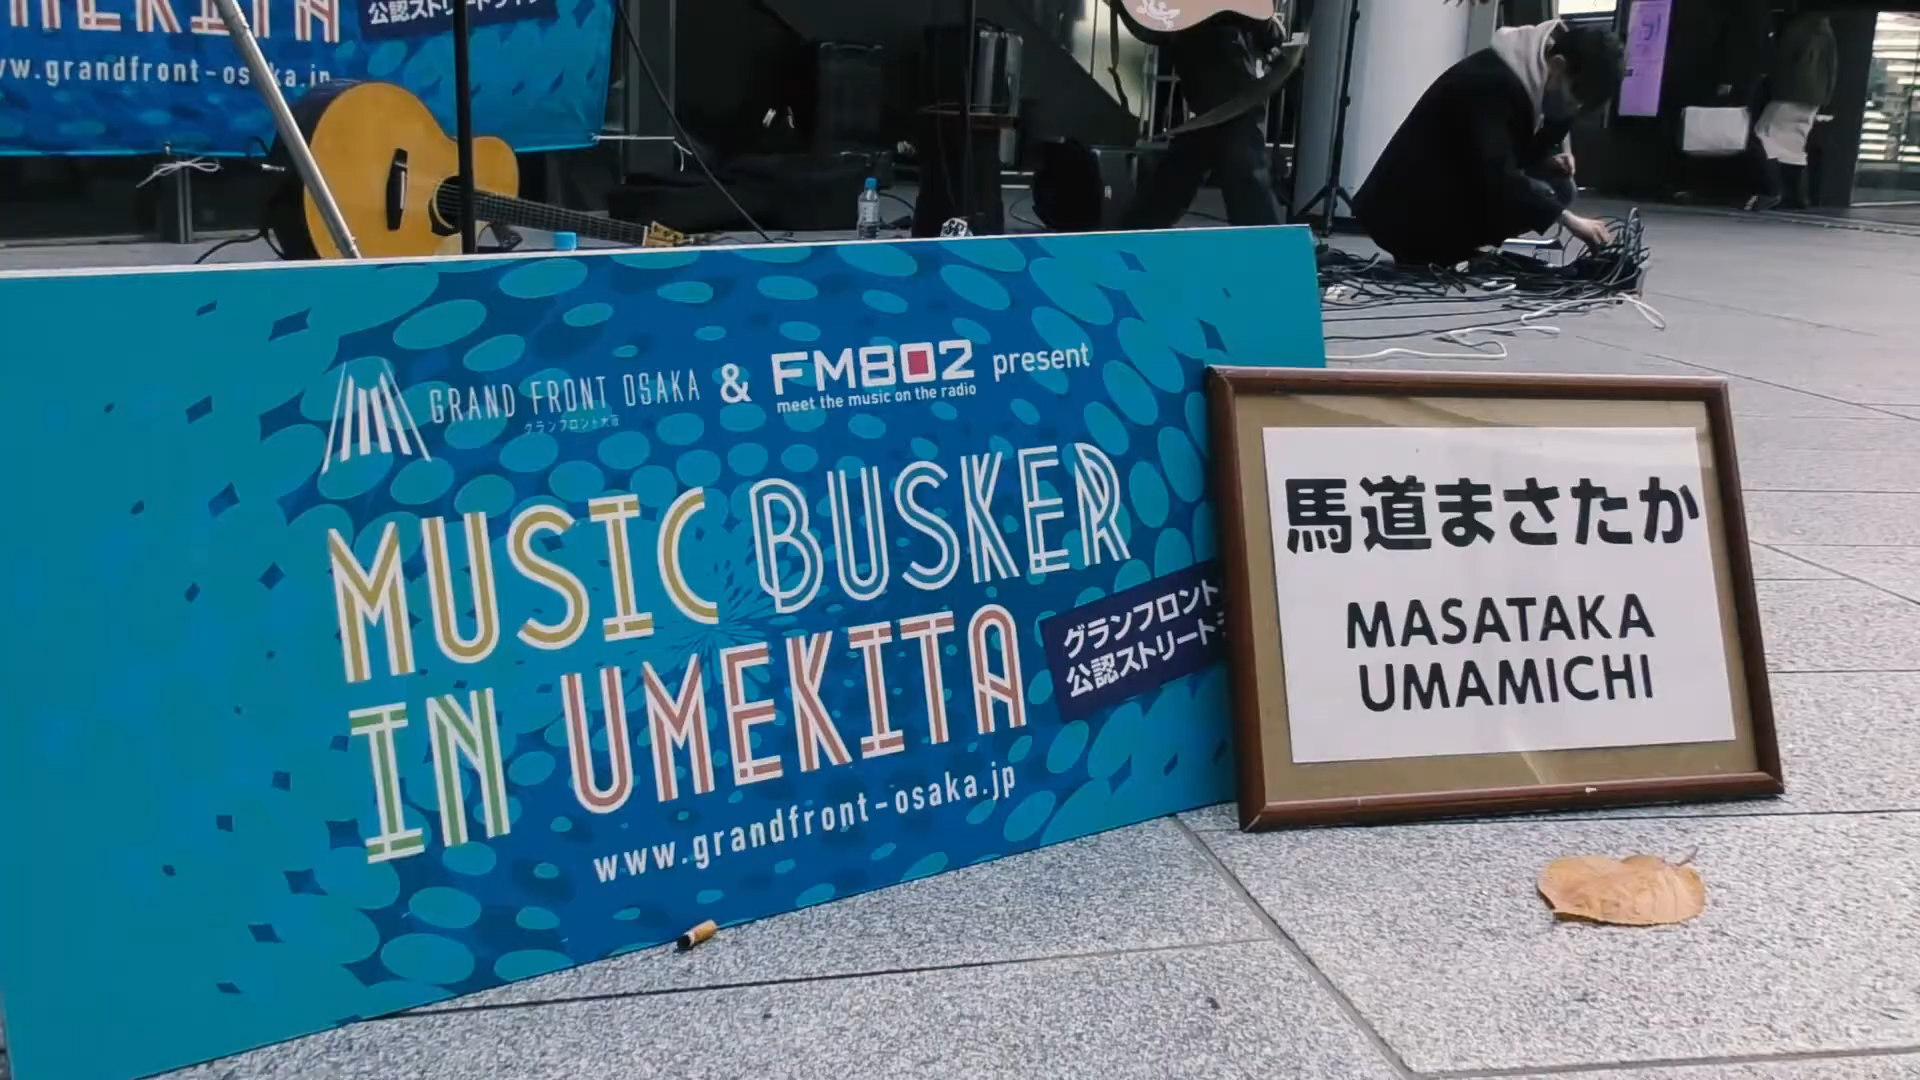 公認ストリートライブ
www.grandfront-osaka.jp
GRAND FRONT OSAKA
グランフロント大阪
&
FM802
meet the music on the radio
present
MUSIC BUSKER
IN UMEKITA
グランフロント
公認ストリート
www.grandfront-osaka.jp
馬道まさたか
MASATAKA
UMAMICHI